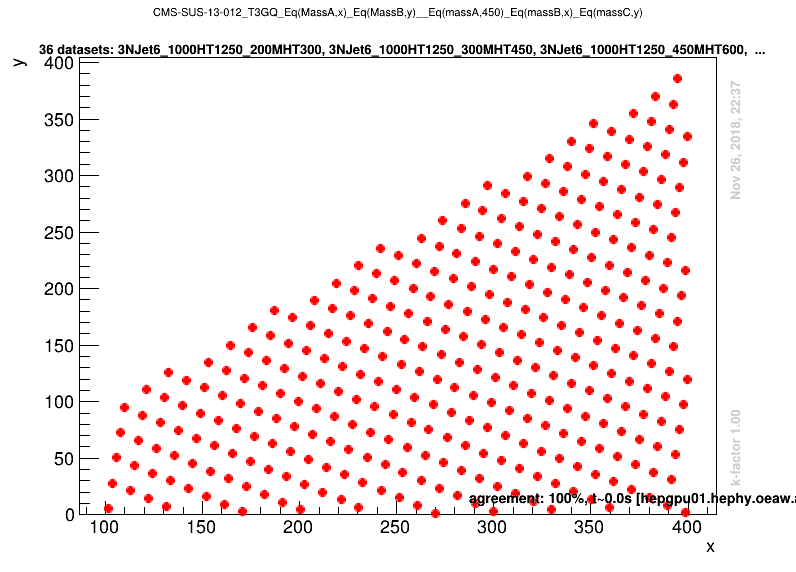 CMS-SUS-13-012_T3GQ_Eq(MassA,x)_Eq(MassB,y)__Eq(massA,450)_Eq(massB,x)_Eq(massC,y)
36 datasets: 3NJet6_1000HT1250_200MHT300, 3NJet6_1000HT1250_300MHT450, 3NJet6_1000HT1250_450MHT600, ...
y
400
350
300
250
200
150
100
50
0
Nov 26, 2018, 22:37
k-factor 1.00
agreement: 100%, t~0.0s [hepgpu01.hephy.oeaw.a
100
150
200
250
300
350
400
x